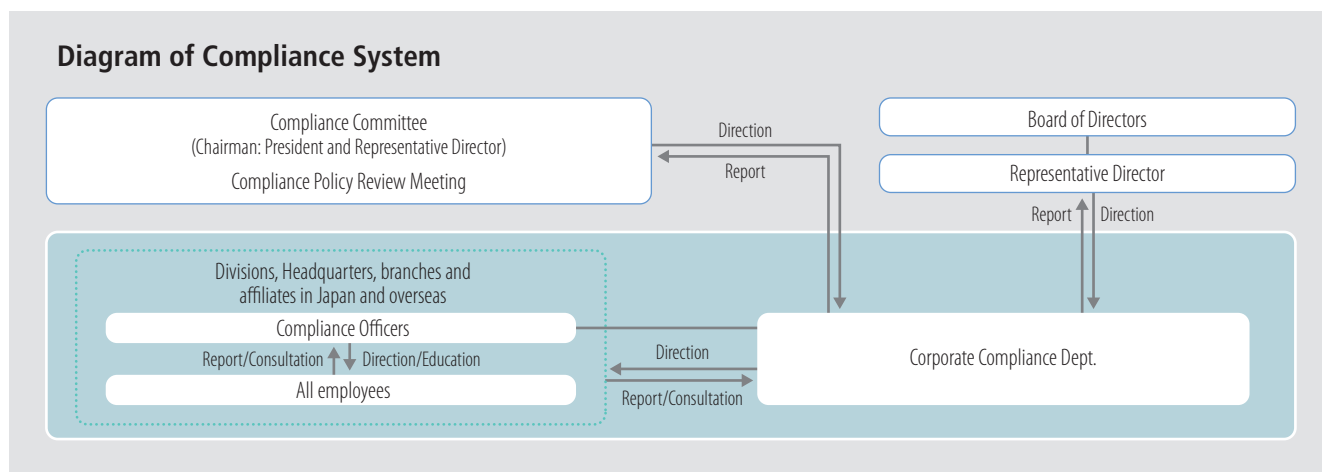 Diagram of Compliance System
Compliance Committee
(Chairman: President and Representative Director)
Compliance Policy Review Meeting
Direction
Report
Board of Directors
Representative Director
Report
Direction
Divisions, Headquarters, branches and
affiliates in Japan and overseas
Compliance Officers
Report/Consultation
Direction/Education
All employees
Direction
Report/Consultation
Corporate Compliance Dept.